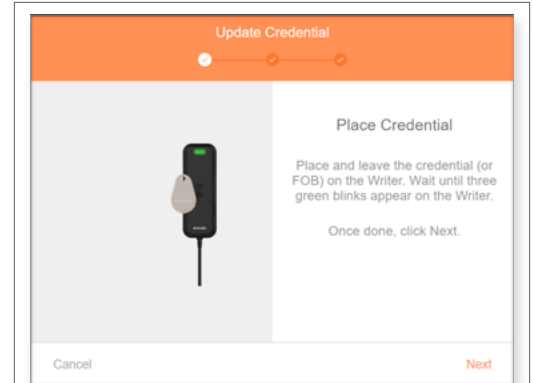 Update Credential
Place Credential
Place and leave the credential (or
FOB) on the Writer. Wait until three
green blinks appear on the Writer.
Once done, click Next.
Cancel
Next